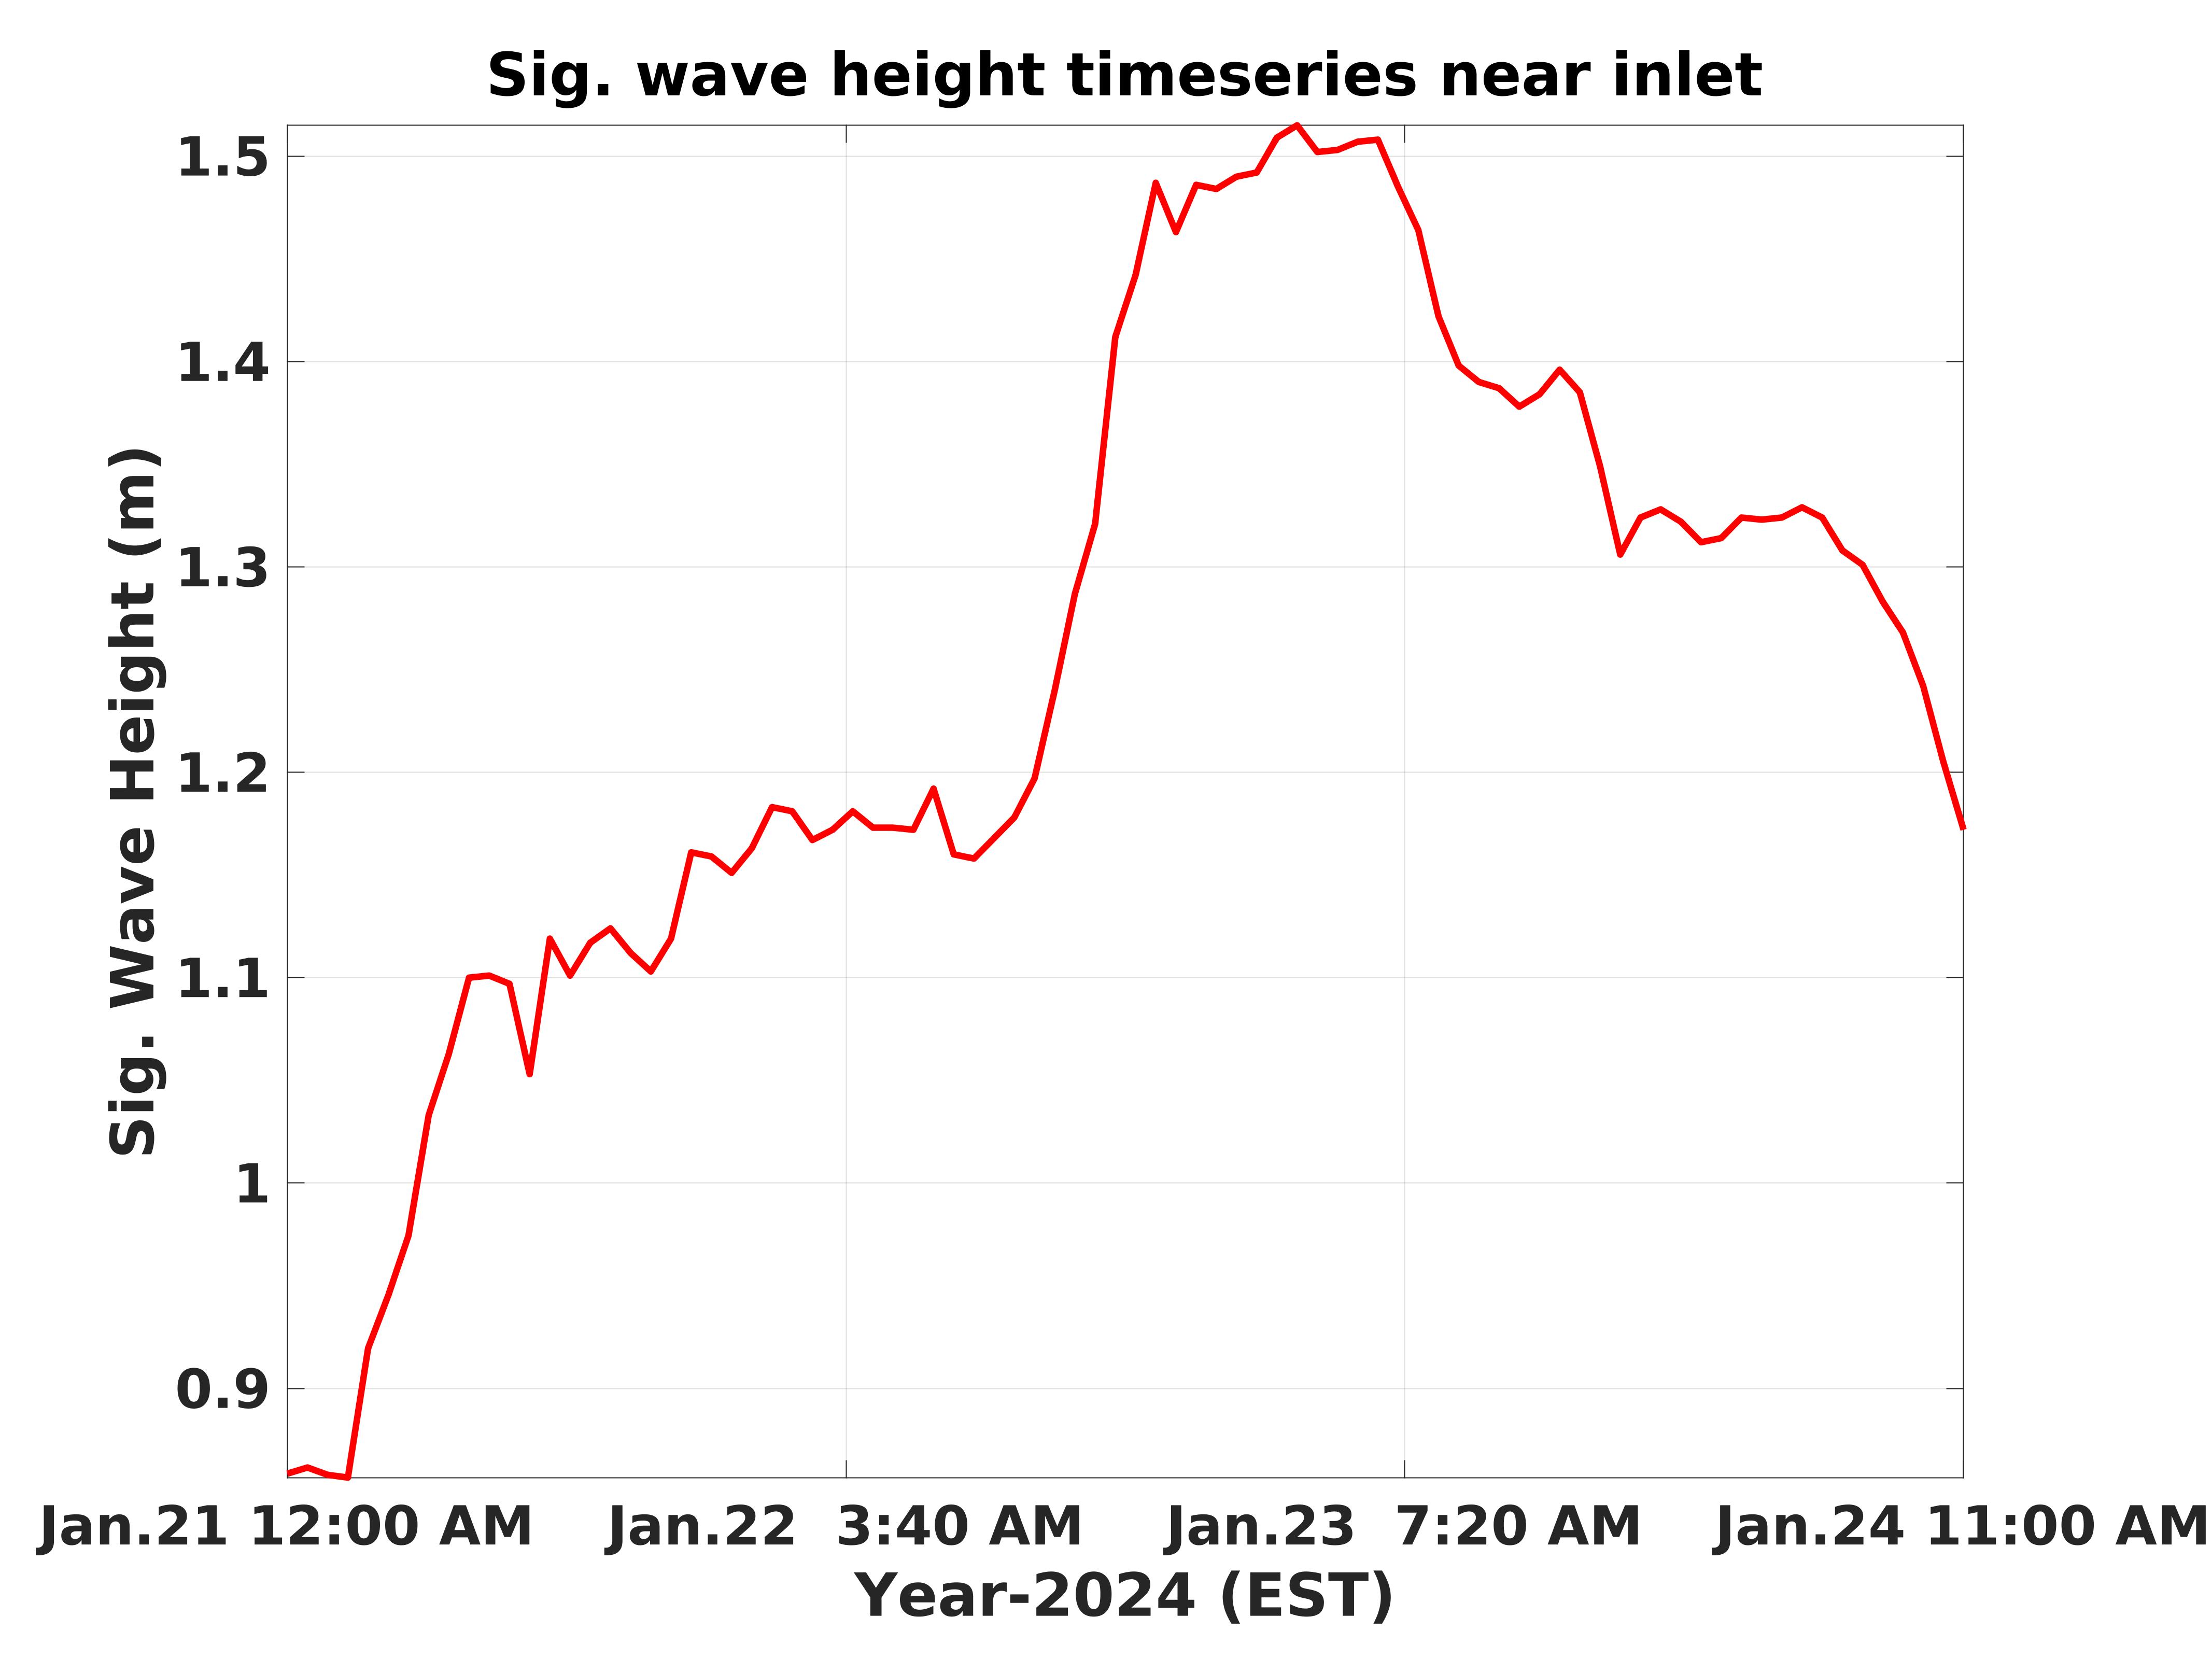 Sig. wave height timeseries near inlet
Sig. Wave Height (m)
1.5
1.4
1.3
1.2
1.1
1
0.9
Jan.21 12:00 AM Jan.22 3:40 AM Jan.23 7:20 AM Jan.24 11:00 AM
Year-2024 (EST)